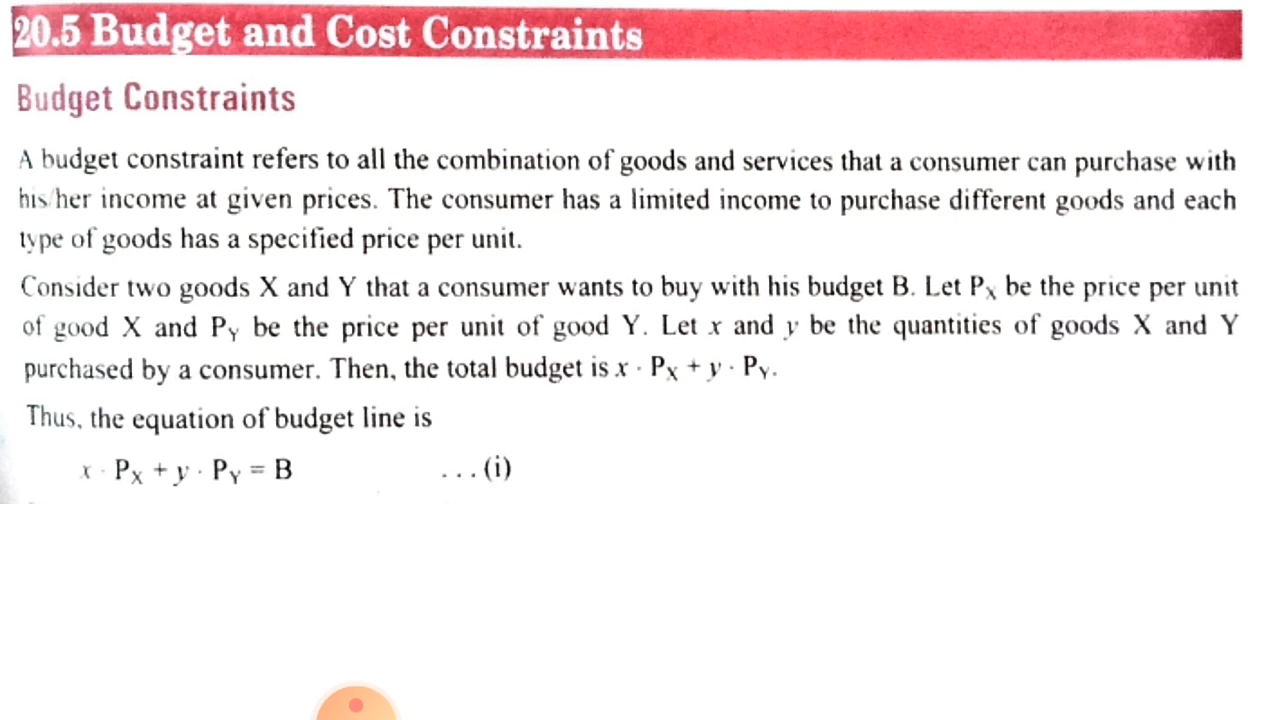 20.5 Budget and Cost Constraints
Budget Constraints
A budget constraint refers to all the combination of goods and services that a consumer can purchase with
his/her income at given prices. The consumer has a limited income to purchase different goods and each
type of goods has a specified price per unit.
Consider two goods X and Y that a consumer wants to buy with his budget B. Let Pₓ be the price per unit
of good X and Pᵧ be the price per unit of good Y. Let x and y be the quantities of goods X and Y
purchased by a consumer. Then, the total budget is x · Pₓ + y · Pᵧ.
Thus, the equation of budget line is
x · Pₓ + y · Pᵧ = B ... (i)